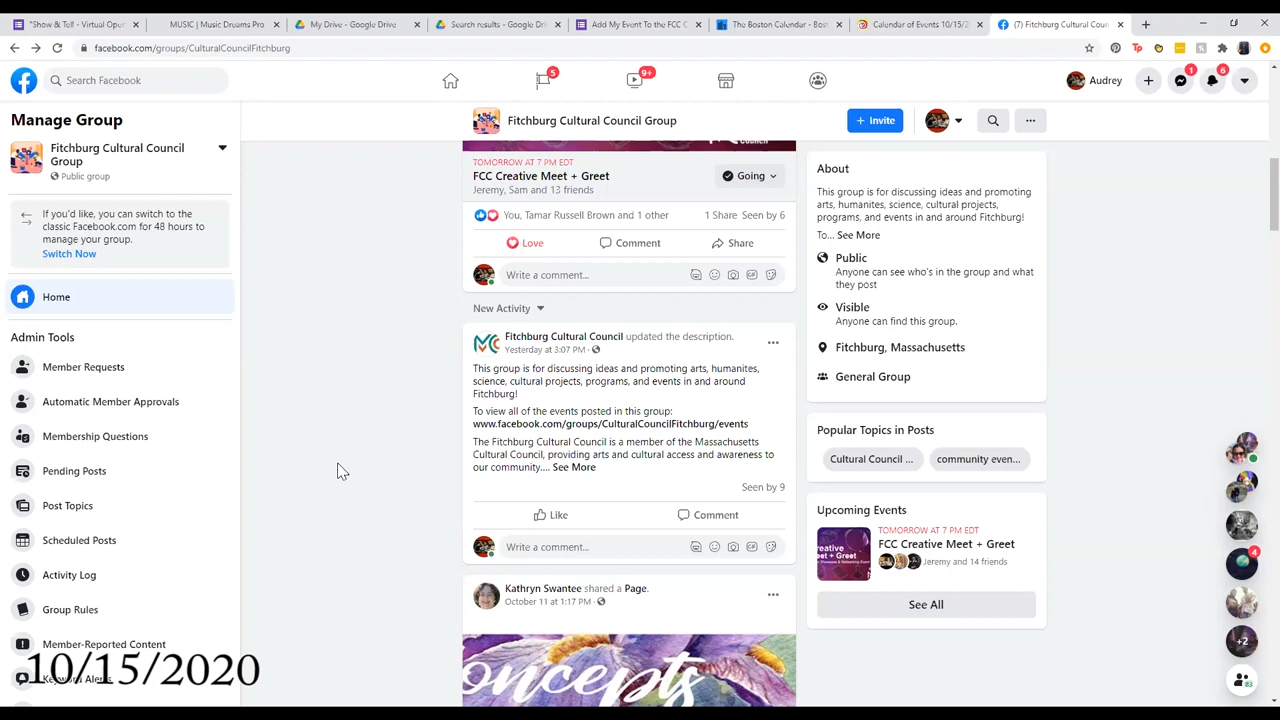 "Show & Tell - Virtual Oper
MUSIC | Music Dreams Pro
My Drive - Google Drive
Search results - Google Dri
Add My Event To the FCC C
The Boston Calendar - Bost
Calendar of Events 10/15/2
(7) Fitchburg Cultural Coun
facebook.com/groups/CulturalCouncilFitchburg
Search Facebook
5
9+
Audrey
1
6
Manage Group
Fitchburg Cultural Council Group
Public group
If you'd like, you can switch to the classic Facebook.com for 48 hours to manage your group.
Switch Now
Home
Admin Tools
Member Requests
Automatic Member Approvals
Membership Questions
Pending Posts
Post Topics
Scheduled Posts
Activity Log
Group Rules
Member-Reported Content
10/15/2020
Fitchburg Cultural Council Group
+ Invite
TOMORROW AT 7 PM EDT
FCC Creative Meet + Greet
Jeremy, Sam and 13 friends
Going
You, Tamar Russell Brown and 1 other
1 Share Seen by 6
Love
Comment
Share
Write a comment...
New Activity
Fitchburg Cultural Council updated the description.
Yesterday at 3:07 PM ·
This group is for discussing ideas and promoting arts, humanites,
science, cultural projects, programs, and events in and around
Fitchburg!
To view all of the events posted in this group:
www.facebook.com/groups/CulturalCouncilFitchburg/events
The Fitchburg Cultural Council is a member of the Massachusetts
Cultural Council, providing arts and cultural access and awareness to
our community.... See More
Seen by 9
Like
Comment
Write a comment...
Kathryn Swantee shared a Page.
October 11 at 1:17 PM ·
oncepts
About
This group is for discussing ideas and promoting
arts, humanites, science, cultural projects,
programs, and events in and around Fitchburg!
To... See More
Public
Anyone can see who's in the group and what
they post
Visible
Anyone can find this group.
Fitchburg, Massachusetts
General Group
Popular Topics in Posts
Cultural Council ...
community even...
Upcoming Events
TOMORROW AT 7 PM EDT
FCC Creative Meet + Greet
Jeremy and 14 friends
See All
4
+2
83